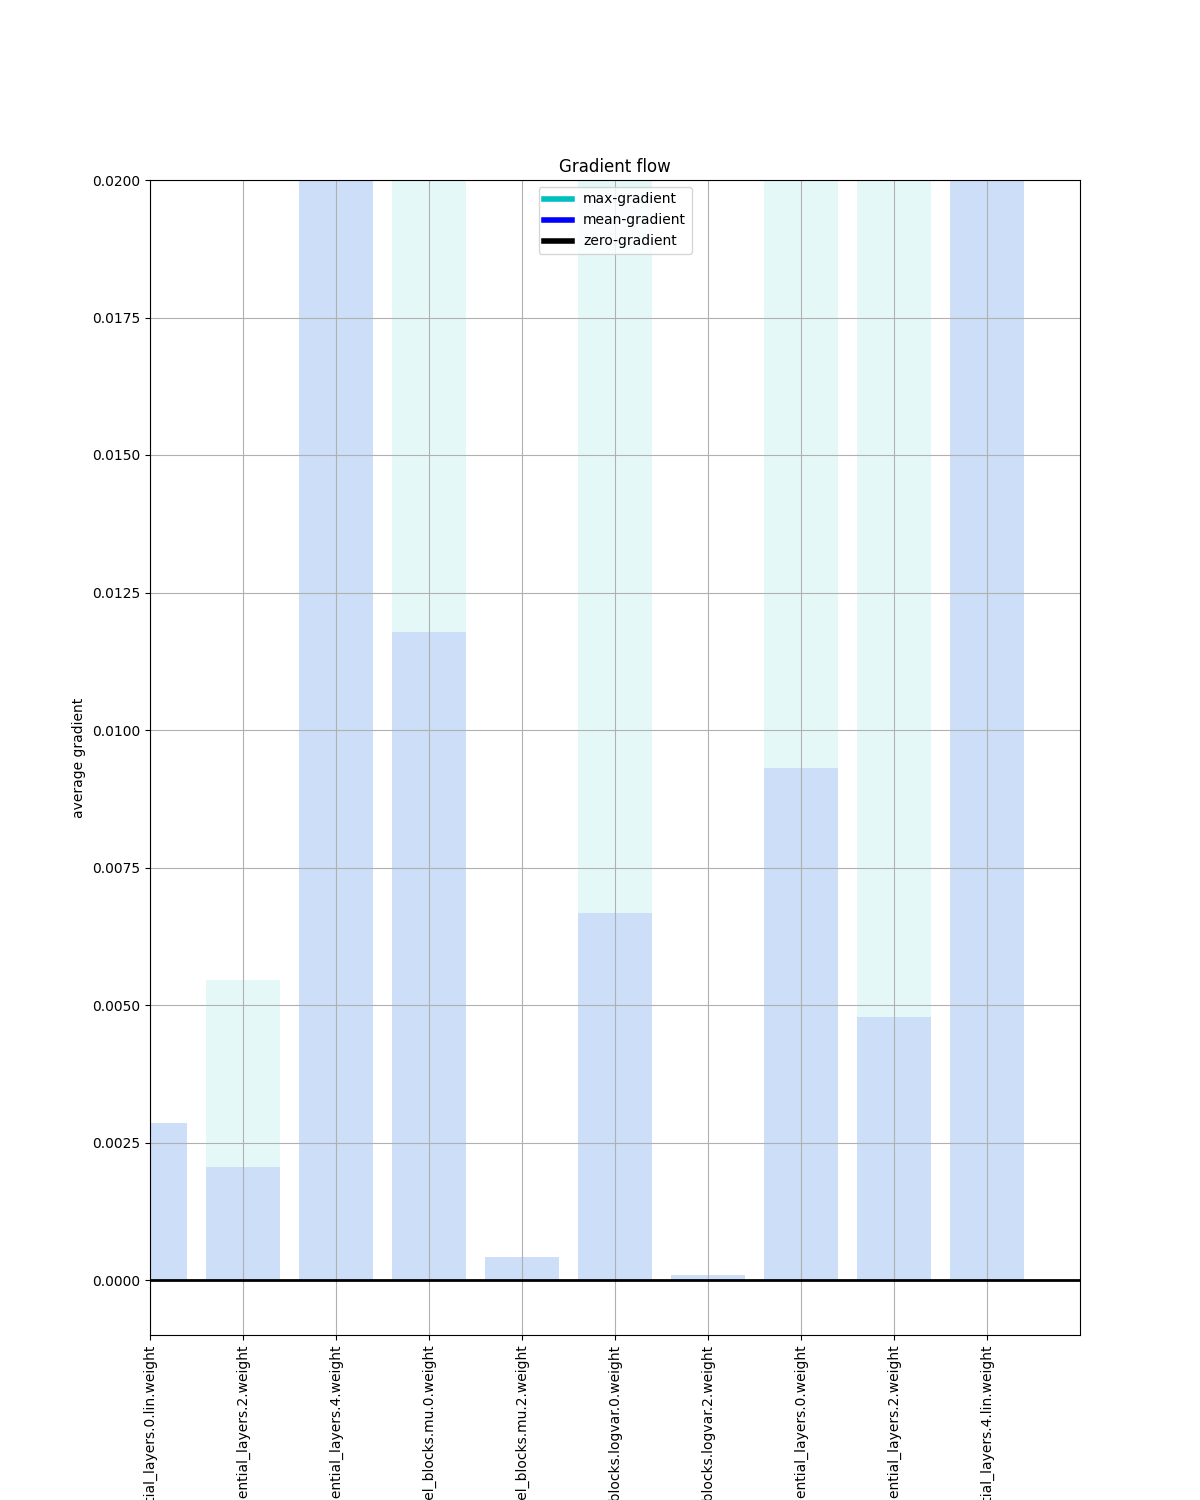 Gradient flow
max-gradient
mean-gradient
zero-gradient
0.0200
0.0175
0.0150
0.0125
0.0100
0.0075
0.0050
0.0025
0.0000
average gradient
tial_layers.0.lin.weight
ential_layers.2.weight
ential_layers.4.weight
el_blocks.mu.0.weight
el_blocks.mu.2.weight
blocks.logvar.0.weight
blocks.logvar.2.weight
ential_layers.0.weight
ential_layers.2.weight
tial_layers.4.lin.weight